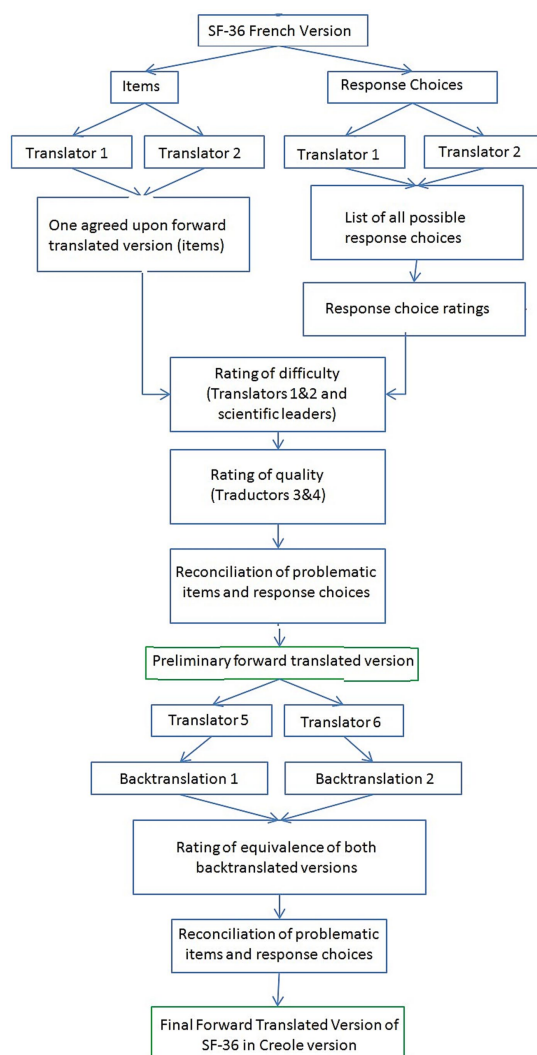 SF-36 French Version
Items
Response Choices
Translator 1
Translator 2
Translator 1
Translator 2
One agreed upon forward
translated version (items)
List of all possible
response choices
Response choice ratings
Rating of difficulty
(Translators 1&2 and
scientific leaders)
Rating of quality
(Traductors 3&4)
Reconciliation of problematic
items and response choices
Preliminary forward translated version
Translator 5
Translator 6
Backtranslation 1
Backtranslation 2
Rating of equivalence of both
backtranslated versions
Reconciliation of problematic
items and response choices
Final Forward Translated Version of
SF-36 in Creole version